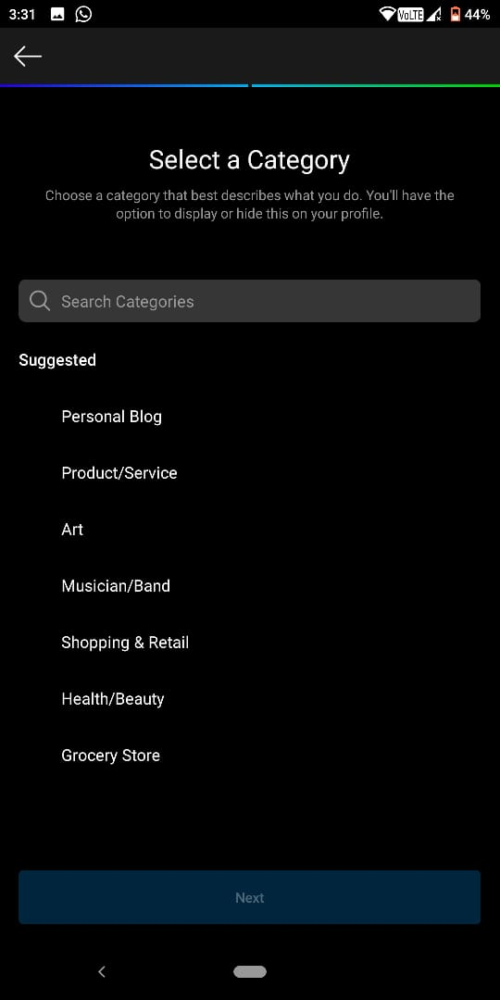 3:31 VoLTE 44%
Select a Category
Choose a category that best describes what you do. You'll have the
option to display or hide this on your profile.
Search Categories
Suggested
Personal Blog
Product/Service
Art
Musician/Band
Shopping & Retail
Health/Beauty
Grocery Store
Next